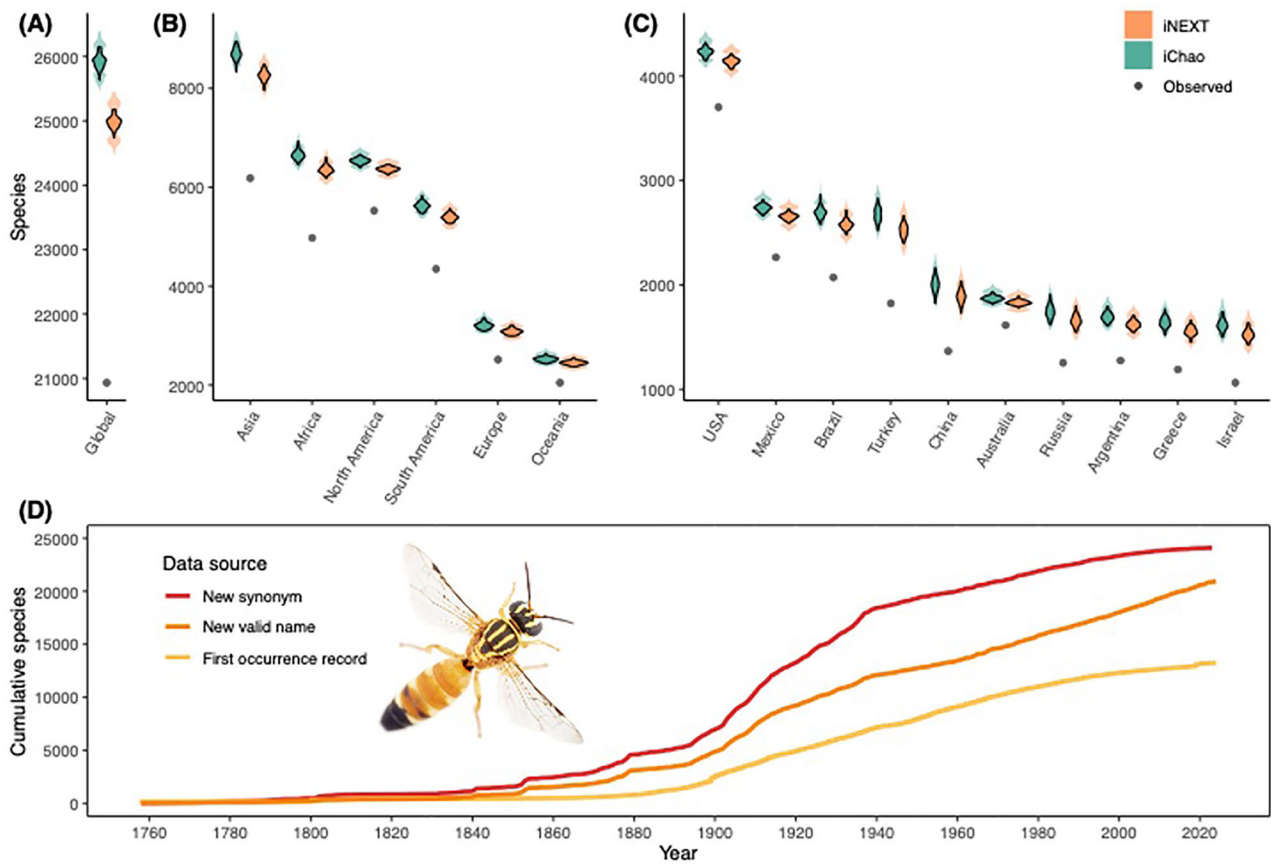 (A)
(B)
(C)
iNEXT
iChao
Observed
Species
26000
25000
24000
23000
22000
21000
Global
8000
6000
4000
2000
Asia
Africa
North America
South America
Europe
Oceania
4000
3000
2000
1000
USA
Mexico
Brazil
Turkey
China
Australia
Russia
Argentina
Greece
Israel
(D)
Cumulative species
25000
20000
15000
10000
5000
0
Data source
New synonym
New valid name
First occurrence record
1760 1780 1800 1820 1840 1860 1880 1900 1920 1940 1960 1980 2000 2020
Year